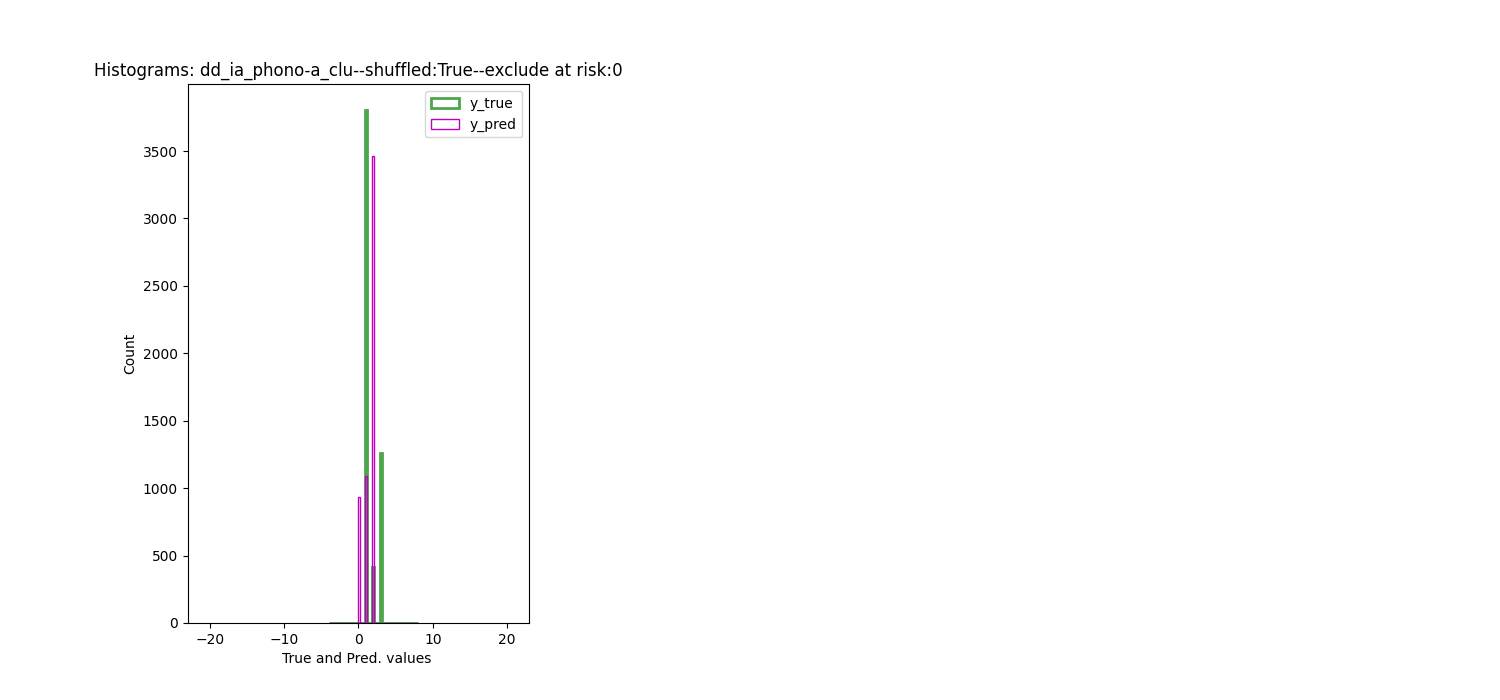 Histograms: dd_ia_phono-a_clu--shuffled:True--exclude at risk:0
y_true
y_pred
3500
3000
2500
2000
1500
1000
500
0
Count
−20
−10
0
10
20
True and Pred. values